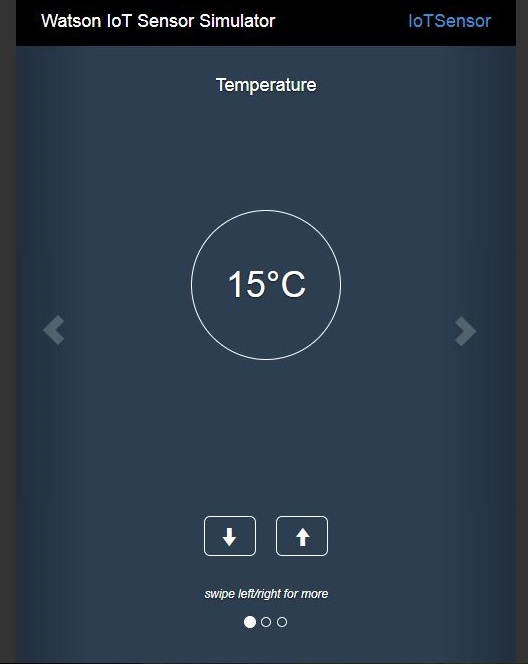 Watson IoT Sensor Simulator IoTSensor
Temperature
15°C
swipe left/right for more